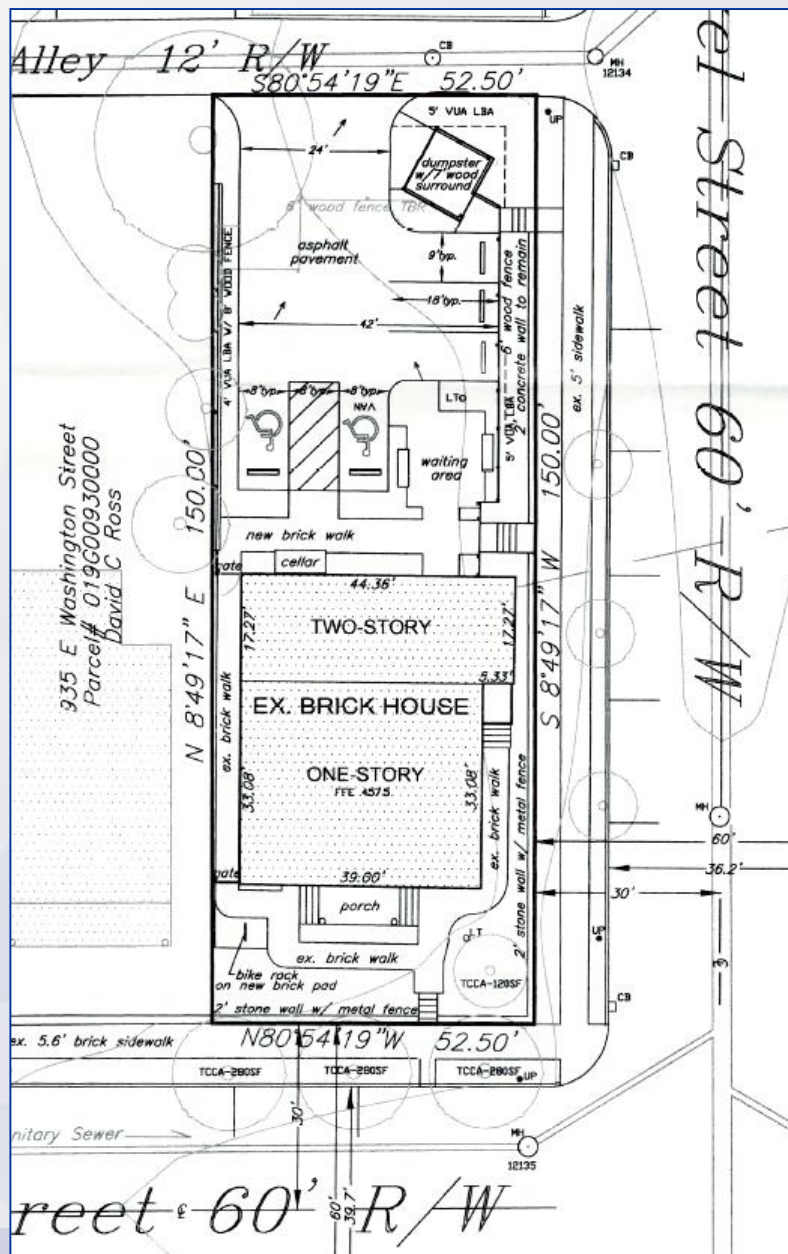 Alley 12' R/W
CB
MH
12134
S80°54'19"E 52.50'
5' VUA LBA
UP
CB
24'
dumpster
w/7' wood
surround
6' wood fence TBR
asphalt
pavement
9'typ.
18'typ.
42'
4' VUA LBA W/ 8' WOOD FENCE
6' wood fence
2' concrete wall to remain
5' VUA LBA
ex. 5' sidewalk
8'typ.
8'typ.
8'typ.
VAN
LTo
waiting
area
935 E Washington Street
Parcel# 019G00930000
David C Ross
150.00'
N 8°49'17" E
150.00'
S 8°49'17" W
el Street 60' R/W
new brick walk
gate
cellar
44.36'
17.27'
TWO-STORY
17.27'
5.33'
EX. BRICK HOUSE
ONE-STORY
FFE 457.5
33.08'
33.08'
ex. brick walk
ex. brick walk
2' stone wall w/ metal fence
39.00'
gate
porch
MH
60'
36.2'
30'
LT
UP
bike rack
on new brick pad
ex. brick walk
TCCA-120SF
CB
2' stone wall w/ metal fence
ex. 5.6' brick sidewalk
N80°54'19"W 52.50'
TCCA-280SF
TCCA-280SF
TCCA-280SF
UP
30'
nitary Sewer
MH
12135
60'
39.7'
reet 60' R/W